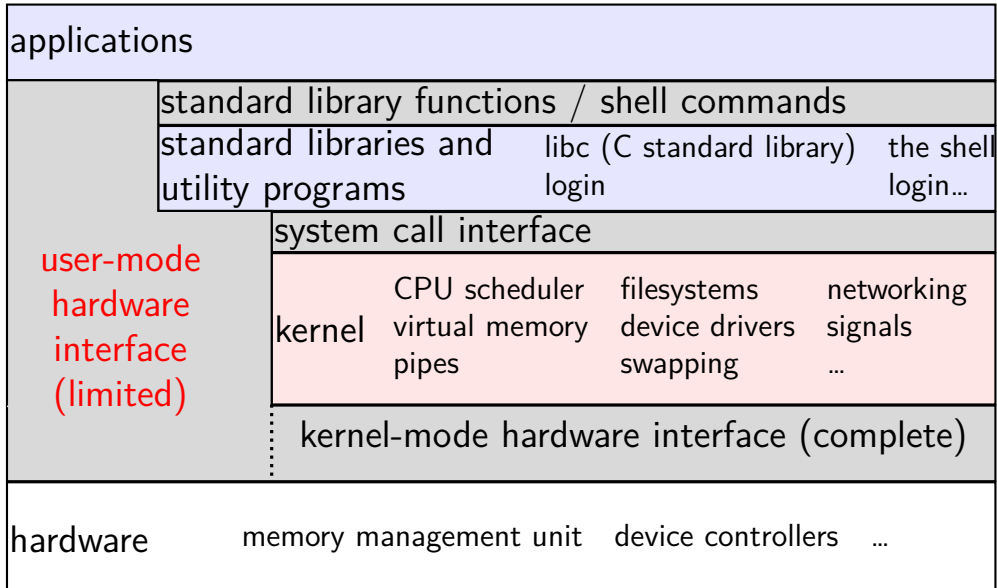 applications
standard library functions / shell commands
standard libraries and
utility programs
libc (C standard library)
login
the shell
login…
system call interface
user-mode
hardware
interface
(limited)
kernel
CPU scheduler
virtual memory
pipes
filesystems
device drivers
swapping
networking
signals
…
kernel-mode hardware interface (complete)
hardware
memory management unit device controllers …